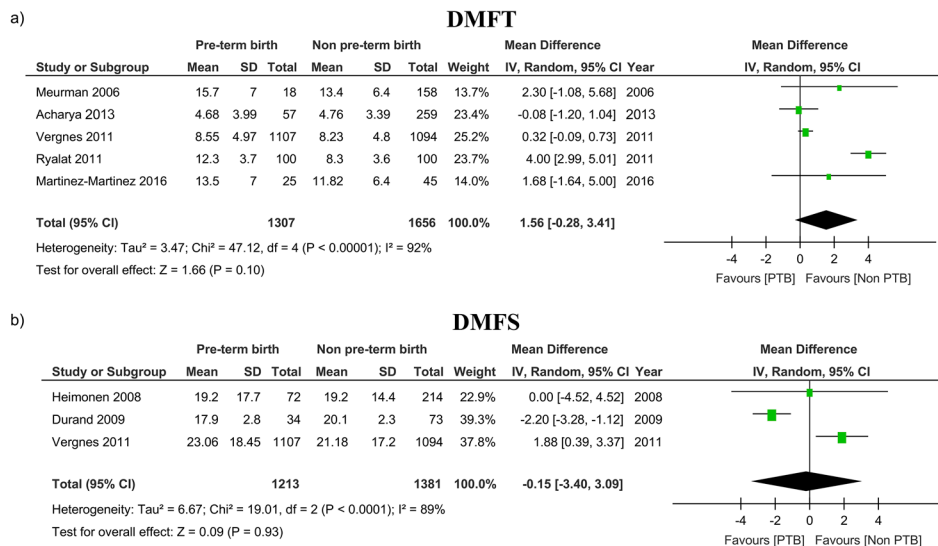 a)
DMFT
Pre-term birth Non pre-term birth Mean Difference Mean Difference
Study or Subgroup Mean SD Total Mean SD Total Weight IV, Random, 95% CI Year IV, Random, 95% CI
Meurman 2006 15.7 7 18 13.4 6.4 158 13.7% 2.30 [-1.08, 5.68] 2006
Acharya 2013 4.68 3.99 57 4.76 3.39 259 23.4% -0.08 [-1.20, 1.04] 2013
Vergnes 2011 8.55 4.97 1107 8.23 4.8 1094 25.2% 0.32 [-0.09, 0.73] 2011
Ryalat 2011 12.3 3.7 100 8.3 3.6 100 23.7% 4.00 [2.99, 5.01] 2011
Martinez-Martinez 2016 13.5 7 25 11.82 6.4 45 14.0% 1.68 [-1.64, 5.00] 2016
Total (95% CI) 1307 1656 100.0% 1.56 [-0.28, 3.41]
Heterogeneity: Tau² = 3.47; Chi² = 47.12, df = 4 (P < 0.00001); I² = 92%
Test for overall effect: Z = 1.66 (P = 0.10)
-4 -2 0 2 4
Favours [PTB] Favours [Non PTB]
b)
DMFS
Pre-term birth Non pre-term birth Mean Difference Mean Difference
Study or Subgroup Mean SD Total Mean SD Total Weight IV, Random, 95% CI Year IV, Random, 95% CI
Heimonen 2008 19.2 17.7 72 19.2 14.4 214 22.9% 0.00 [-4.52, 4.52] 2008
Durand 2009 17.9 2.8 34 20.1 2.3 73 39.3% -2.20 [-3.28, -1.12] 2009
Vergnes 2011 23.06 18.45 1107 21.18 17.2 1094 37.8% 1.88 [0.39, 3.37] 2011
Total (95% CI) 1213 1381 100.0% -0.15 [-3.40, 3.09]
Heterogeneity: Tau² = 6.67; Chi² = 19.01, df = 2 (P < 0.0001); I² = 89%
Test for overall effect: Z = 0.09 (P = 0.93)
-4 -2 0 2 4
Favours [PTB] Favours [Non PTB]